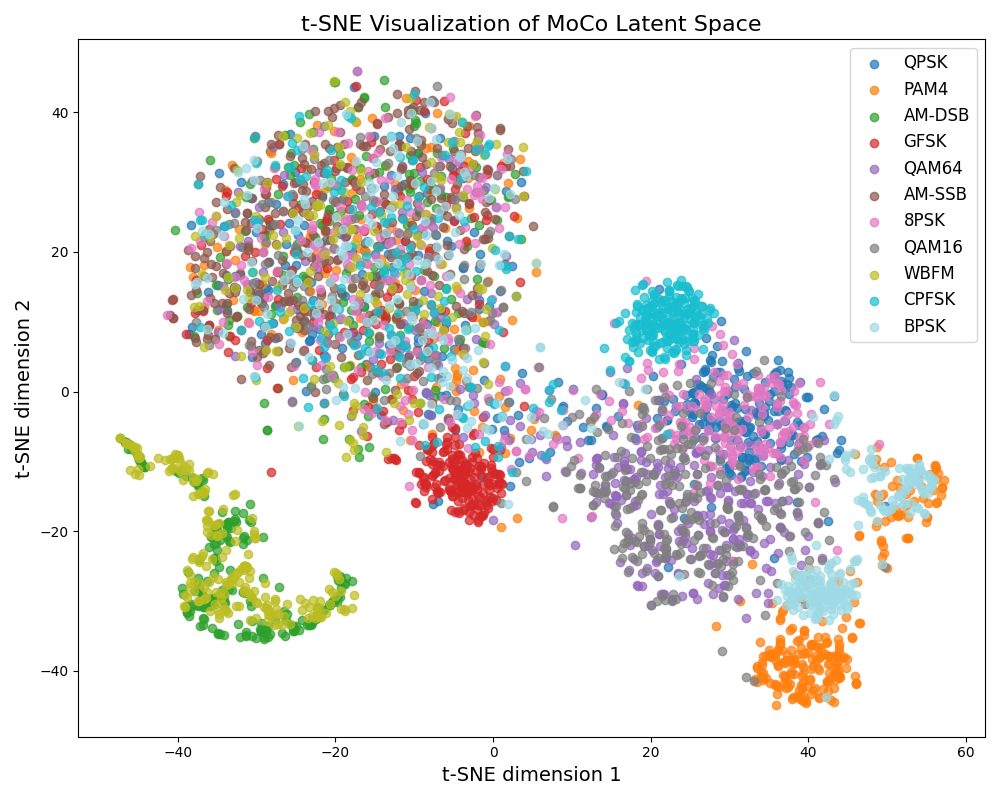 t-SNE Visualization of MoCo Latent Space
QPSK
PAM4
AM-DSB
GFSK
QAM64
AM-SSB
8PSK
QAM16
WBFM
CPFSK
BPSK
t-SNE dimension 2
40
20
0
−20
−40
−40
−20
0
20
40
60
t-SNE dimension 1